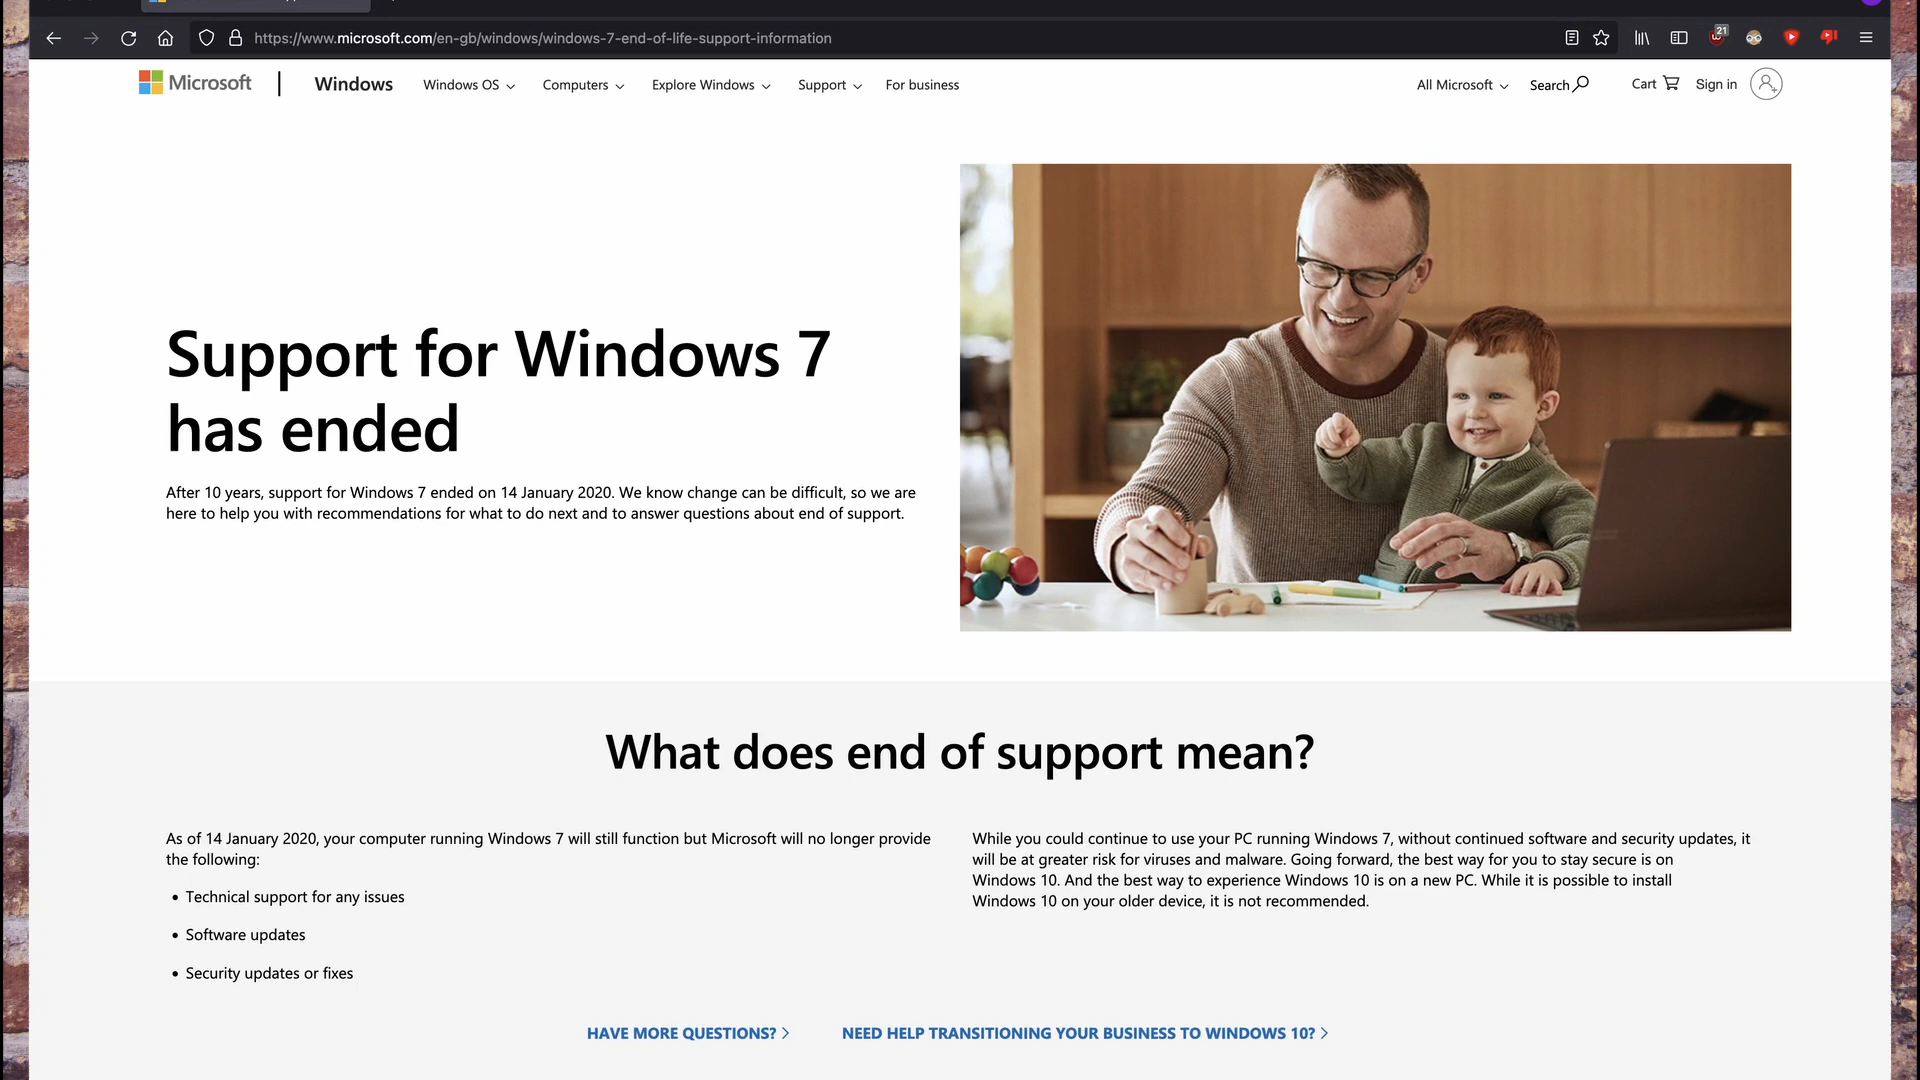 https://www.microsoft.com/en-gb/windows/windows-7-end-of-life-support-information
21
Microsoft
Windows
Windows OS
Computers
Explore Windows
Support
For business
All Microsoft
Search
Cart
Sign in
Support for Windows 7
has ended
After 10 years, support for Windows 7 ended on 14 January 2020. We know change can be difficult, so we are
here to help you with recommendations for what to do next and to answer questions about end of support.
What does end of support mean?
As of 14 January 2020, your computer running Windows 7 will still function but Microsoft will no longer provide
the following:
• Technical support for any issues
• Software updates
• Security updates or fixes
While you could continue to use your PC running Windows 7, without continued software and security updates, it
will be at greater risk for viruses and malware. Going forward, the best way for you to stay secure is on
Windows 10. And the best way to experience Windows 10 is on a new PC. While it is possible to install
Windows 10 on your older device, it is not recommended.
HAVE MORE QUESTIONS? >
NEED HELP TRANSITIONING YOUR BUSINESS TO WINDOWS 10? >